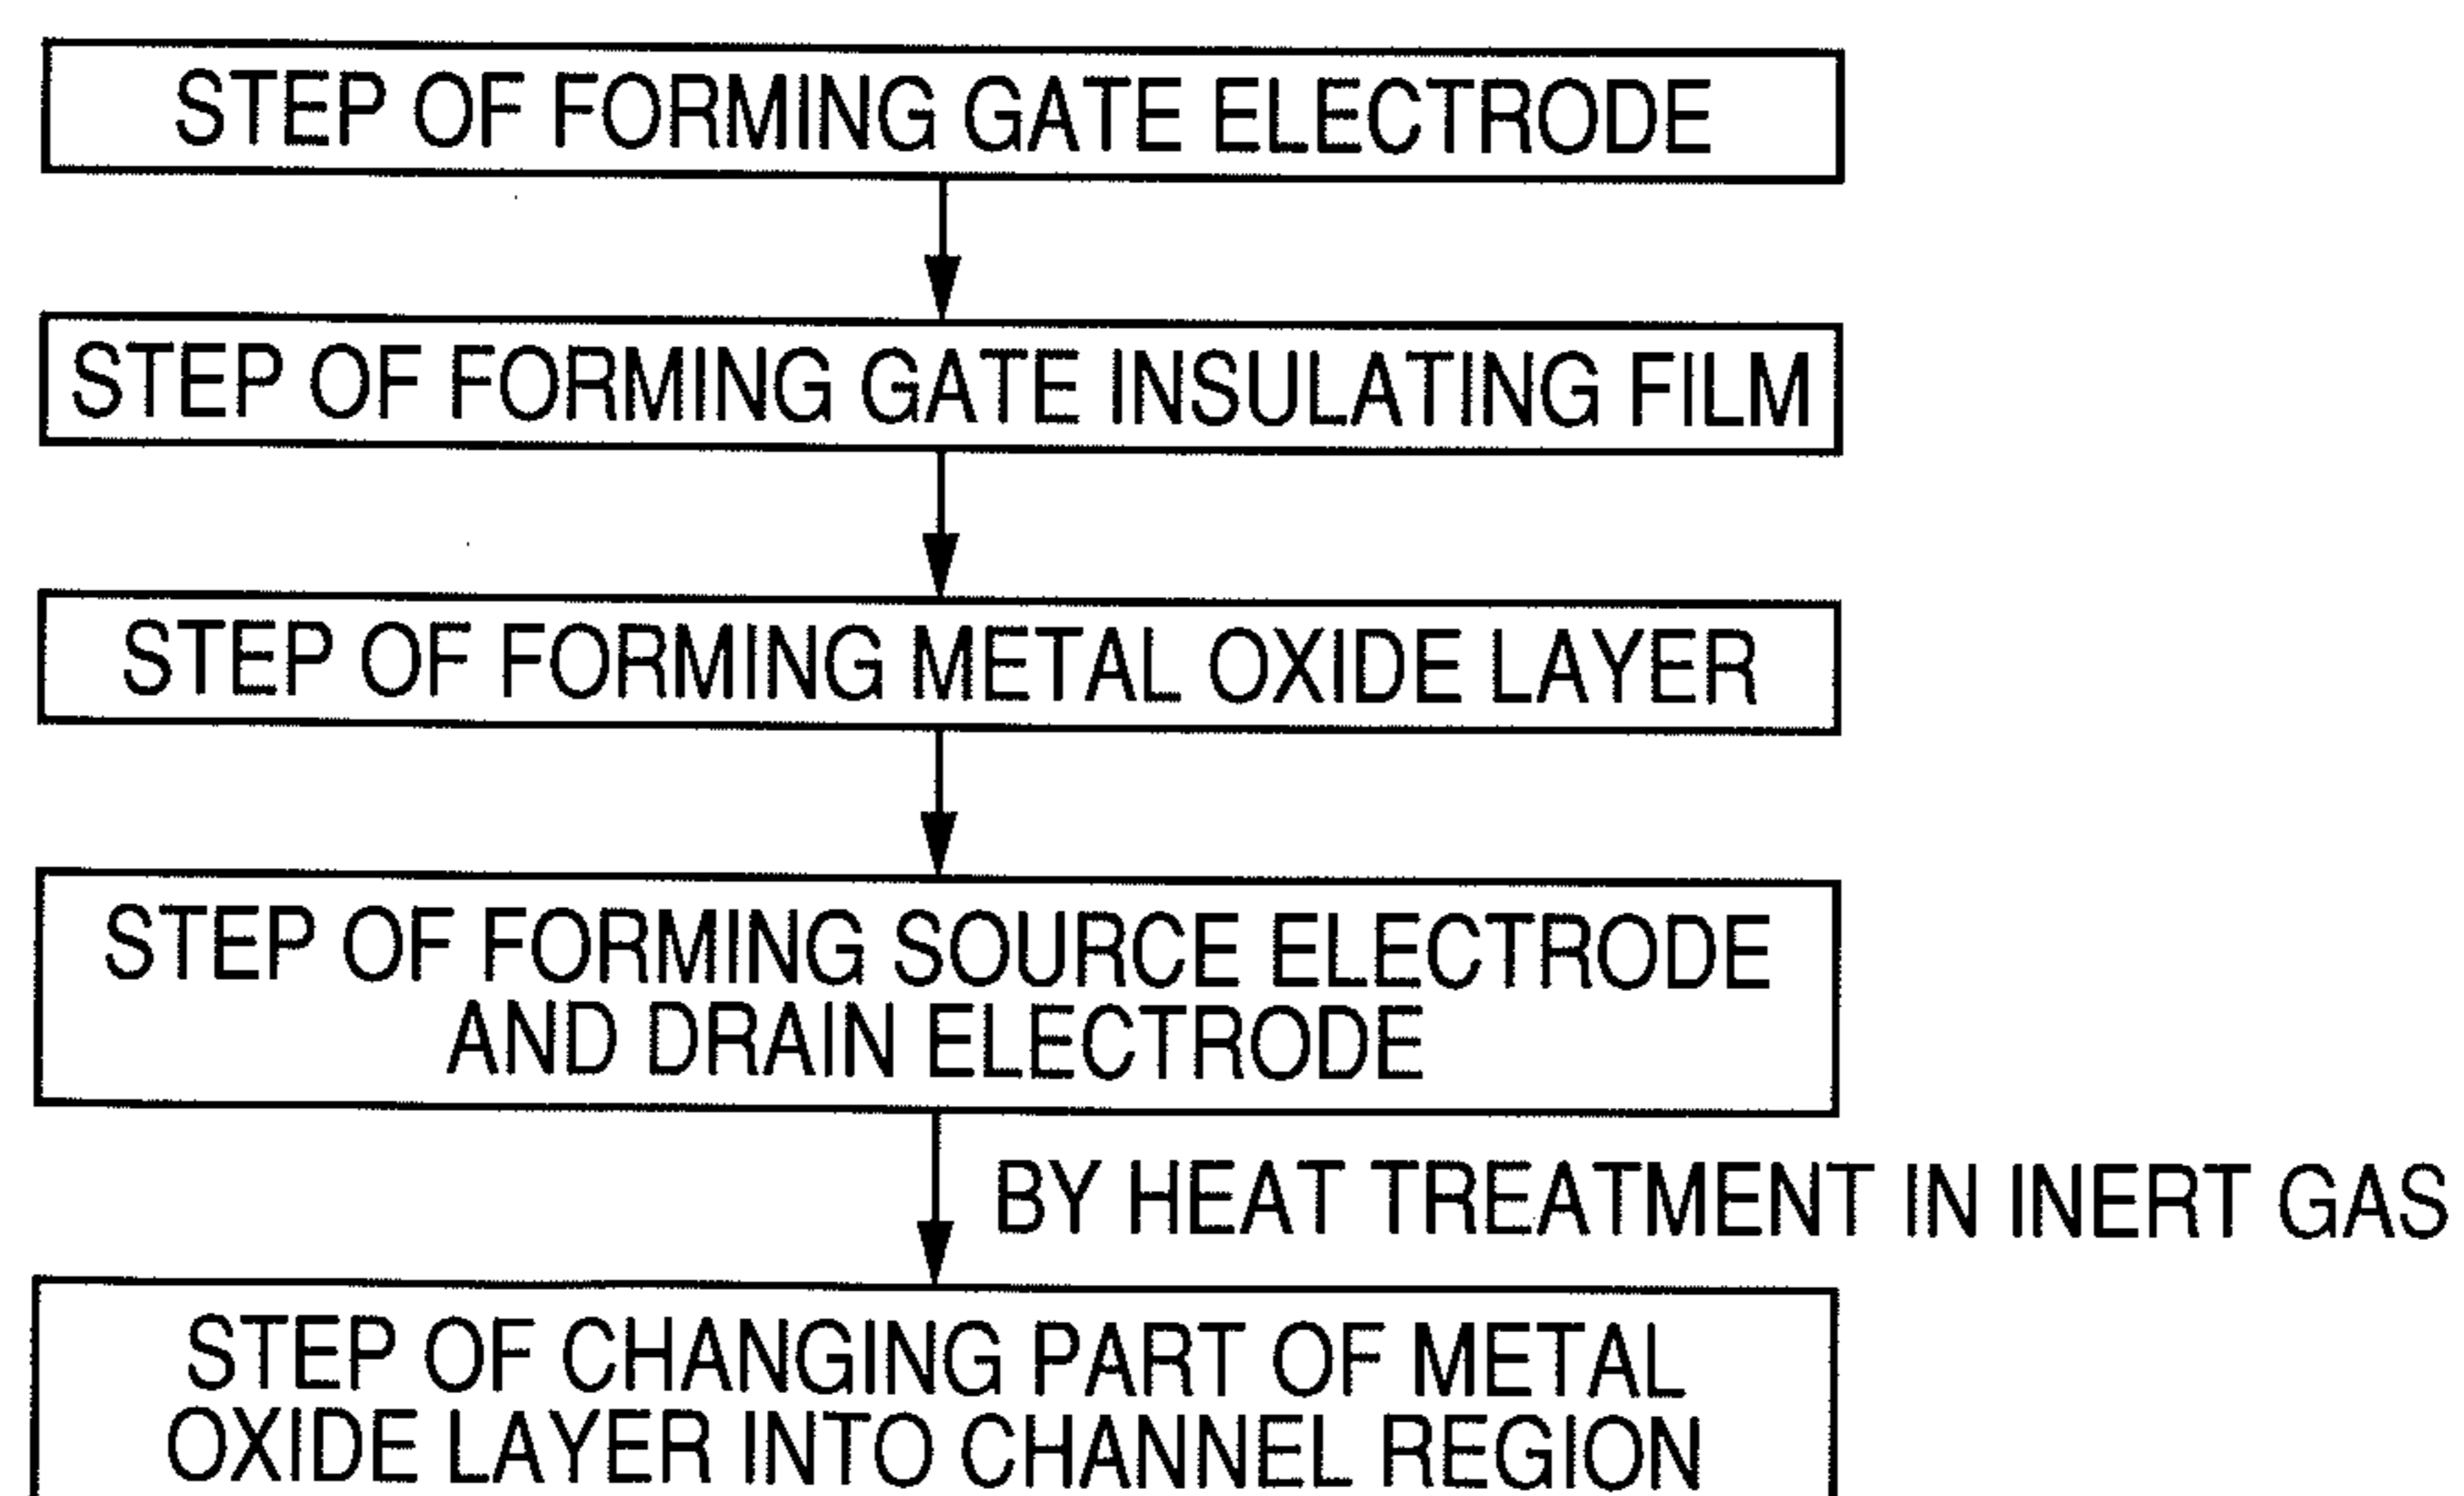 STEP OF FORMING GATE ELECTRODE
STEP OF FORMING GATE INSULATING FILM
STEP OF FORMING METAL OXIDE LAYER
STEP OF FORMING SOURCE ELECTRODE
AND DRAIN ELECTRODE
BY HEAT TREATMENT IN INERT GAS
STEP OF CHANGING PART OF METAL
OXIDE LAYER INTO CHANNEL REGION